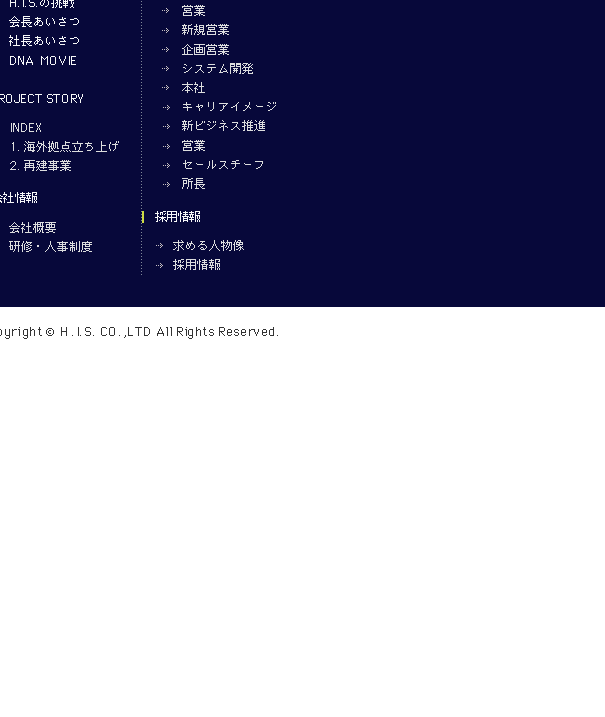 H.I.S.の挑戦
会長あいさつ
社長あいさつ
DNA MOVIE
ROJECT STORY
INDEX
1. 海外拠点立ち上げ
2. 再建事業
会社情報
会社概要
研修・人事制度
営業
新規営業
企画営業
システム開発
本社
キャリアイメージ
新ビジネス推進
営業
セールスチーフ
所長
採用情報
求める人物像
採用情報
pyright © H.I.S. CO.,LTD All Rights Reserved.